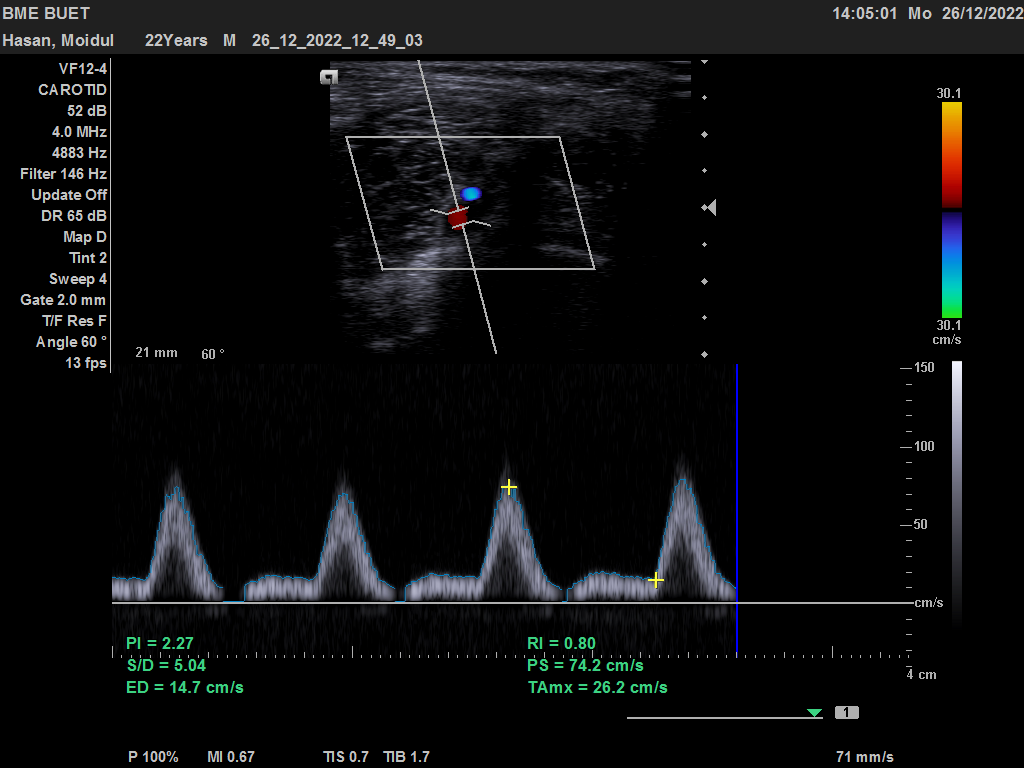 BME BUET 14:05:01 Mo 26/12/2022
Hasan, Moidul 22Years M 26_12_2022_12_49_03
VF12-4
CAROTID
52 dB
4.0 MHz
4883 Hz
Filter 146 Hz
Update Off
DR 65 dB
Map D
Tint 2
Sweep 4
Gate 2.0 mm
T/F Res F
Angle 60 °
13 fps
21 mm 60 °
30.1
30.1
cm/s
150
100
50
cm/s
PI = 2.27 RI = 0.80
S/D = 5.04 PS = 74.2 cm/s
ED = 14.7 cm/s TAmx = 26.2 cm/s
4 cm
1
P 100% MI 0.67 TIS 0.7 TIB 1.7 71 mm/s